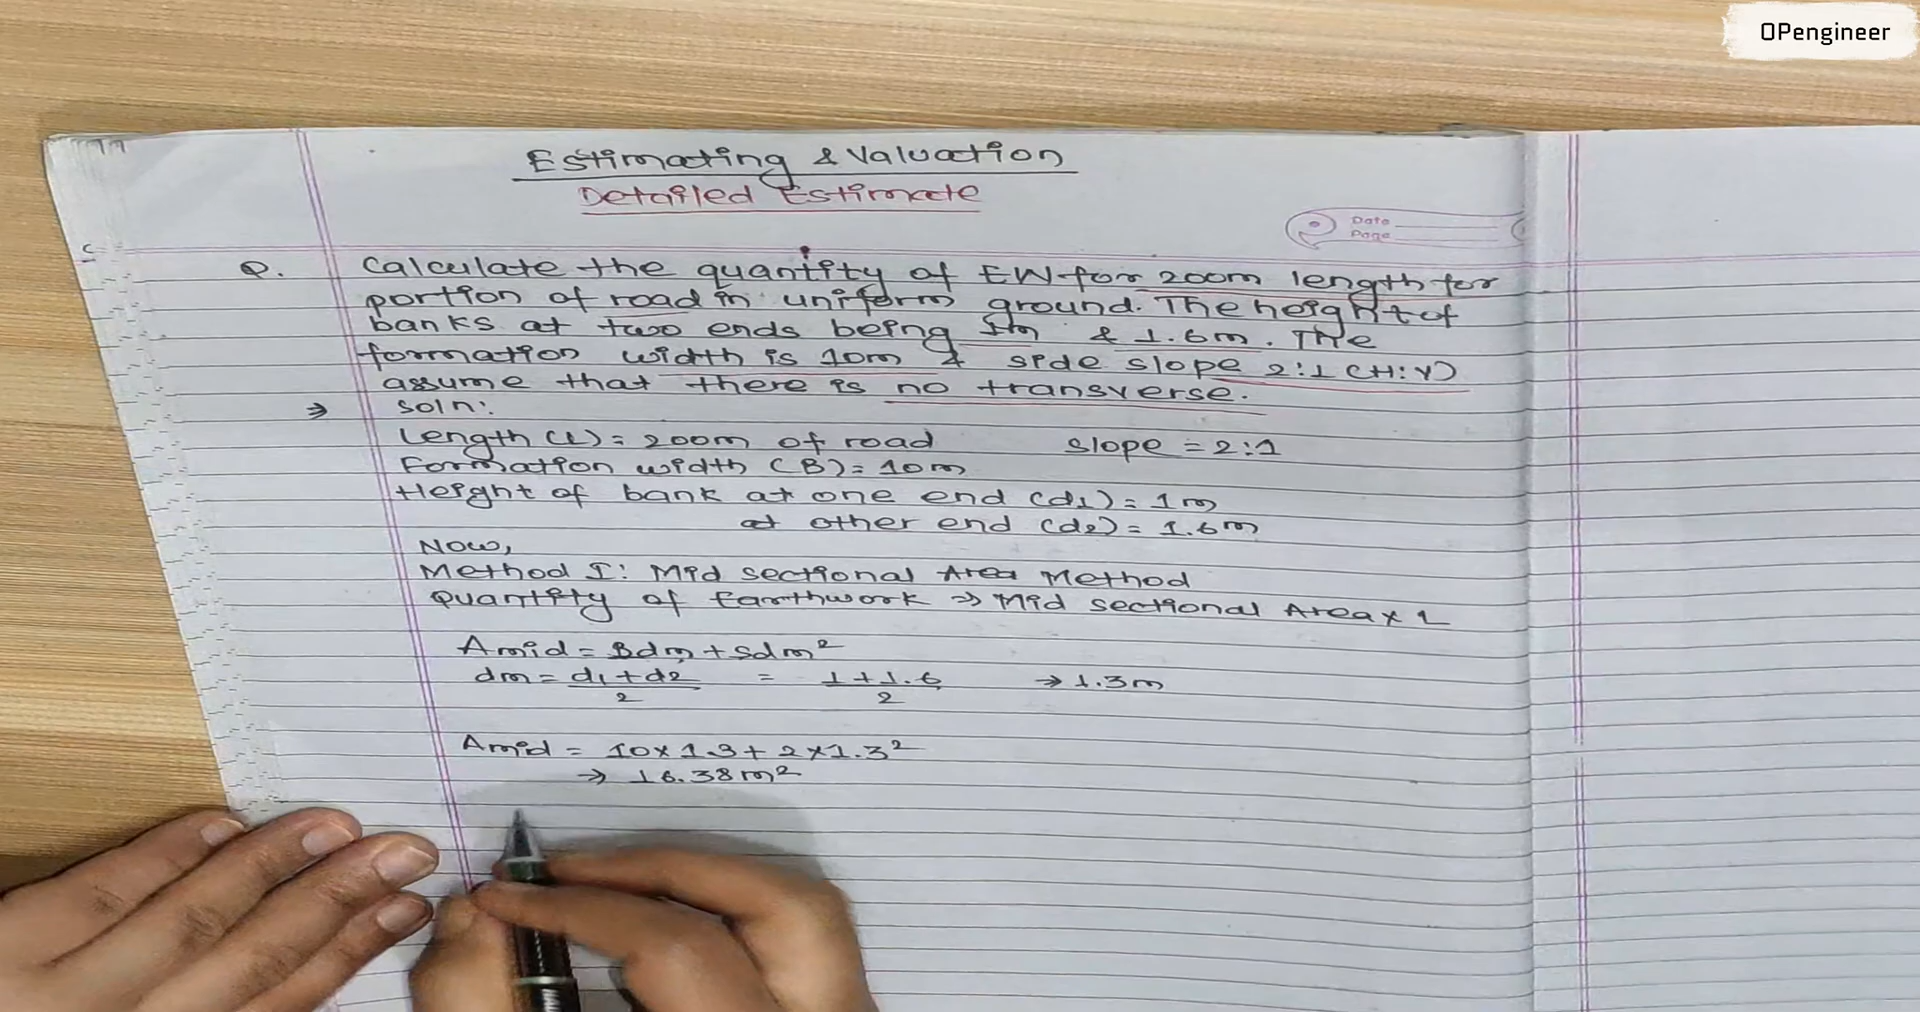 OPengineer
Estimating & Valuation
Detailed Estimate
Date
Page
Q. Calculate the quantity of EW for 200m length for
portion of road in uniform ground. The height of
banks at two ends being 1m & 1.6m. The
formation width is 10m & side slope 2:1 (H:V)
assume that there is no transverse.
⇒ Soln:
Length (L) = 200m of road Slope = 2:1
Formation width (B) = 10m
Height of bank at one end (d1) = 1m
at other end (d2) = 1.6m
Now,
Method I: Mid sectional Area Method
Quantity of Earthwork ⇒ Mid sectional Area x L
Amid = Bdm + Sdm²
dm = d1 + d2 / 2 = 1 + 1.6 / 2 → 1.3m
Amid = 10 x 1.3 + 2 x 1.3²
→ 16.38m²